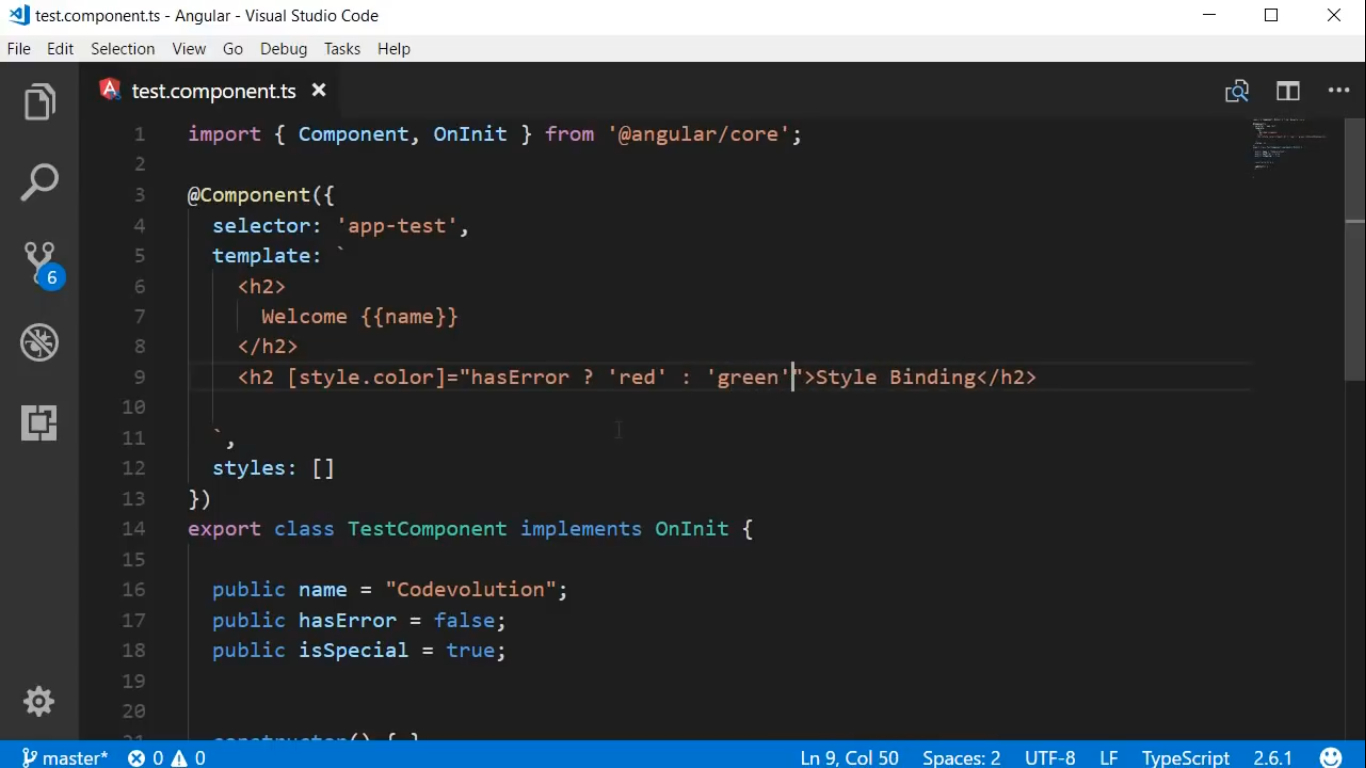 test.component.ts - Angular - Visual Studio Code
File Edit Selection View Go Debug Tasks Help
test.component.ts
1 import { Component, OnInit } from '@angular/core';
2
3 @Component({
4 selector: 'app-test',
5 template: `
6 <h2>
7 Welcome {{name}}
8 </h2>
9 <h2 [style.color]="hasError ? 'red' : 'green'">Style Binding</h2>
10
11 `,
12 styles: []
13 })
14 export class TestComponent implements OnInit {
15
16 public name = "Codevolution";
17 public hasError = false;
18 public isSpecial = true;
19
20
21 constructor() { }
6
master* 0 0 Ln 9, Col 50 Spaces: 2 UTF-8 LF TypeScript 2.6.1